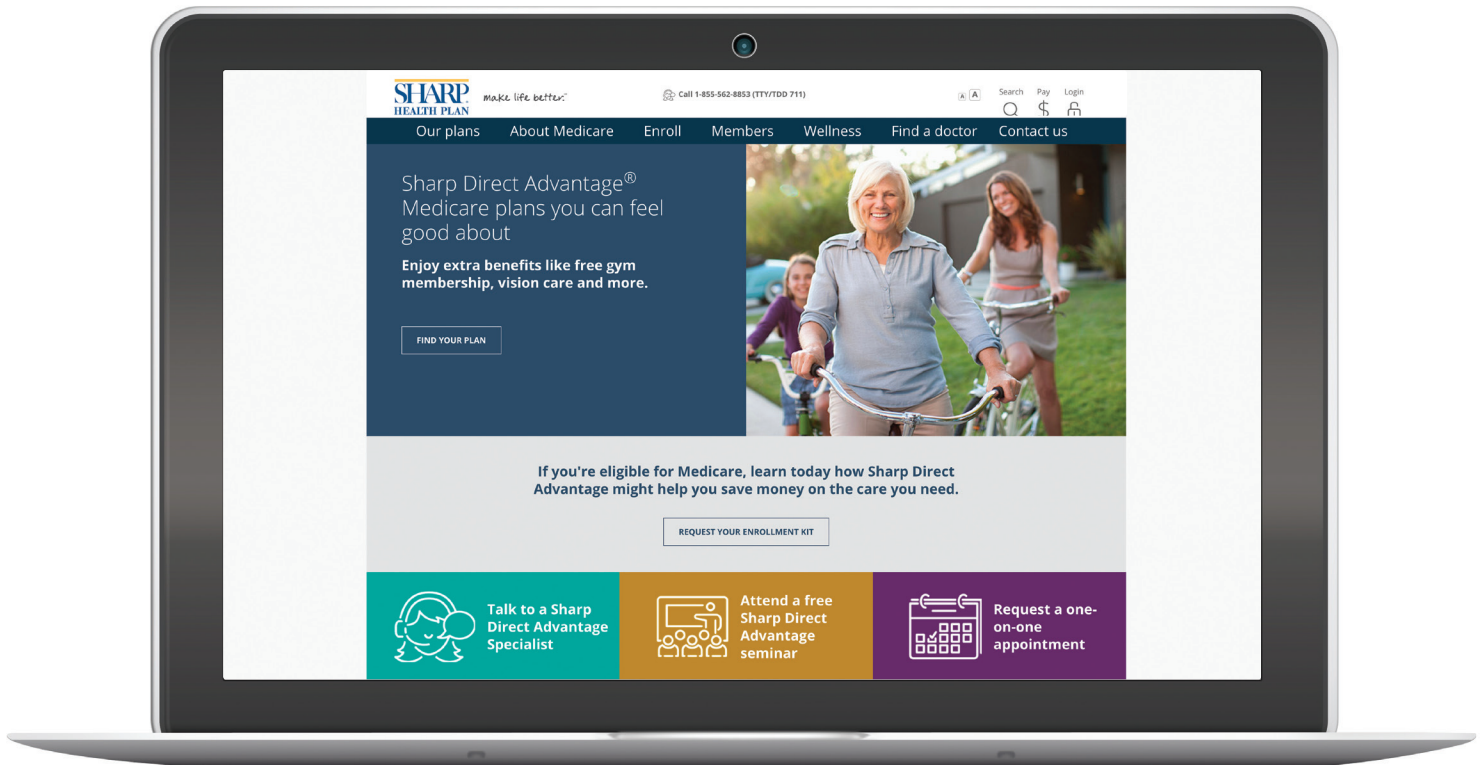 SHARP
HEALTH PLAN
make life better.℠
Call 1-855-562-8853 (TTY/TDD 711)
A A
Search Pay Login
Our plans About Medicare Enroll Members Wellness Find a doctor Contact us
Sharp Direct Advantage®
Medicare plans you can feel
good about
Enjoy extra benefits like free gym
membership, vision care and more.
FIND YOUR PLAN
If you're eligible for Medicare, learn today how Sharp Direct
Advantage might help you save money on the care you need.
REQUEST YOUR ENROLLMENT KIT
Talk to a Sharp
Direct Advantage
Specialist
Attend a free
Sharp Direct
Advantage
seminar
Request a one-
on-one
appointment